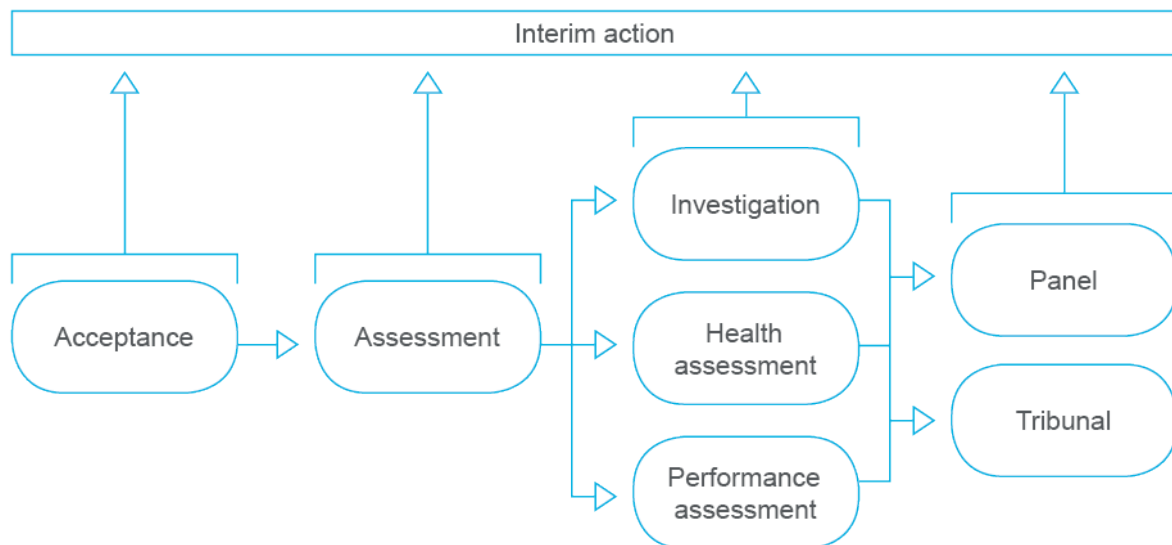 Interim action
Acceptance
Assessment
Investigation
Health
assessment
Performance
assessment
Panel
Tribunal